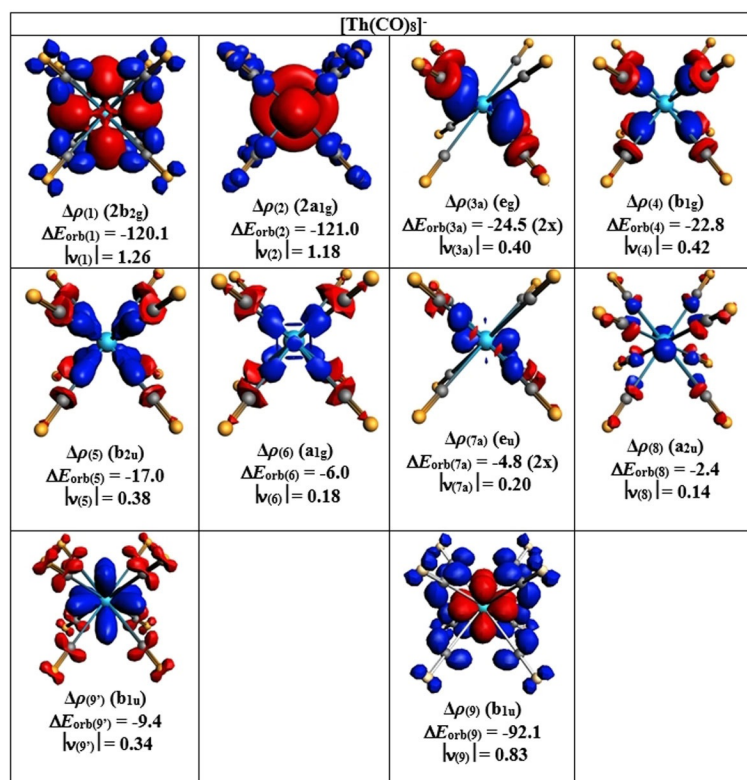 [Th(CO)₈]⁻
Δρ(1) (2b2g)
ΔEorb(1) = -120.1
|ν(1)| = 1.26
Δρ(2) (2a1g)
ΔEorb(2) = -121.0
|ν(2)| = 1.18
Δρ(3a) (eg)
ΔEorb(3a) = -24.5 (2x)
|ν(3a)| = 0.40
Δρ(4) (b1g)
ΔEorb(4) = -22.8
|ν(4)| = 0.42
Δρ(5) (b2u)
ΔEorb(5) = -17.0
|ν(5)| = 0.38
Δρ(6) (a1g)
ΔEorb(6) = -6.0
|ν(6)| = 0.18
Δρ(7a) (eu)
ΔEorb(7a) = -4.8 (2x)
|ν(7a)| = 0.20
Δρ(8) (a2u)
ΔEorb(8) = -2.4
|ν(8)| = 0.14
Δρ(9') (b1u)
ΔEorb(9') = -9.4
|ν(9')| = 0.34
Δρ(9) (b1u)
ΔEorb(9) = -92.1
|ν(9)| = 0.83